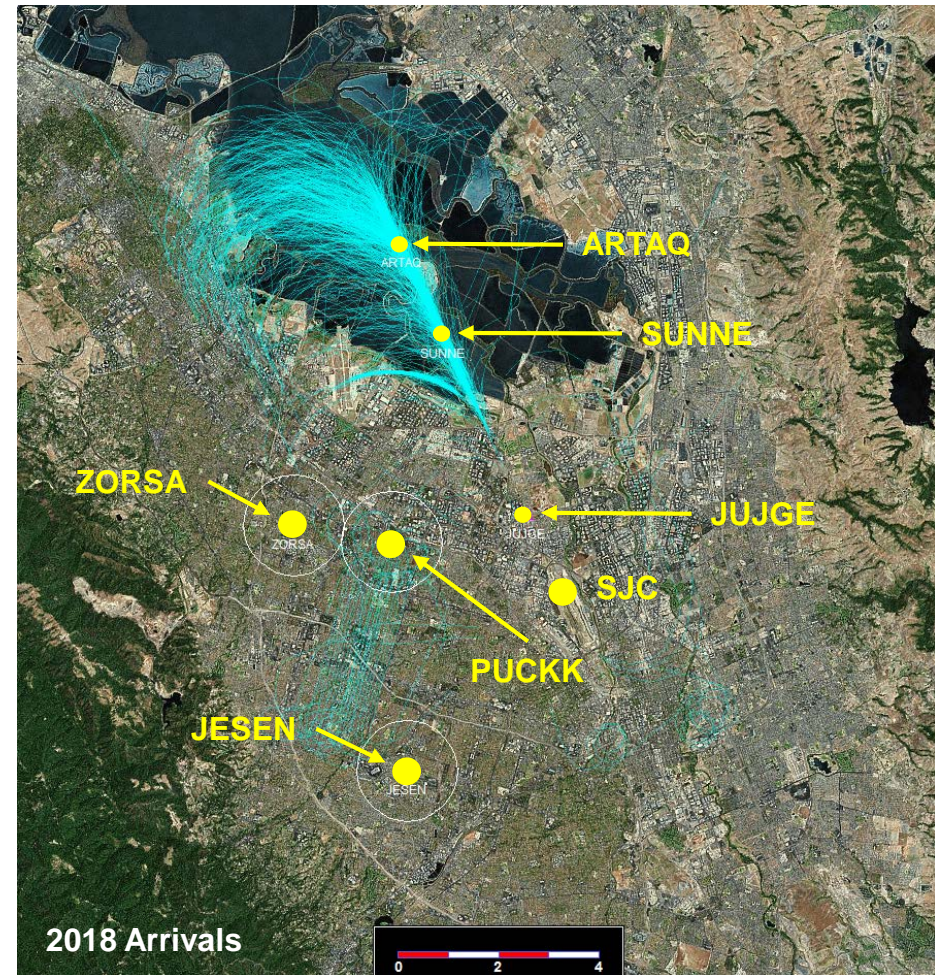 ARTAQ
ARTAQ
SUNNE
SUNNE
ZORSA
JUJGE
ZORSA
JUJGE
SJC
PUCKK
JESEN
JESEN
2018 Arrivals
0 2 4